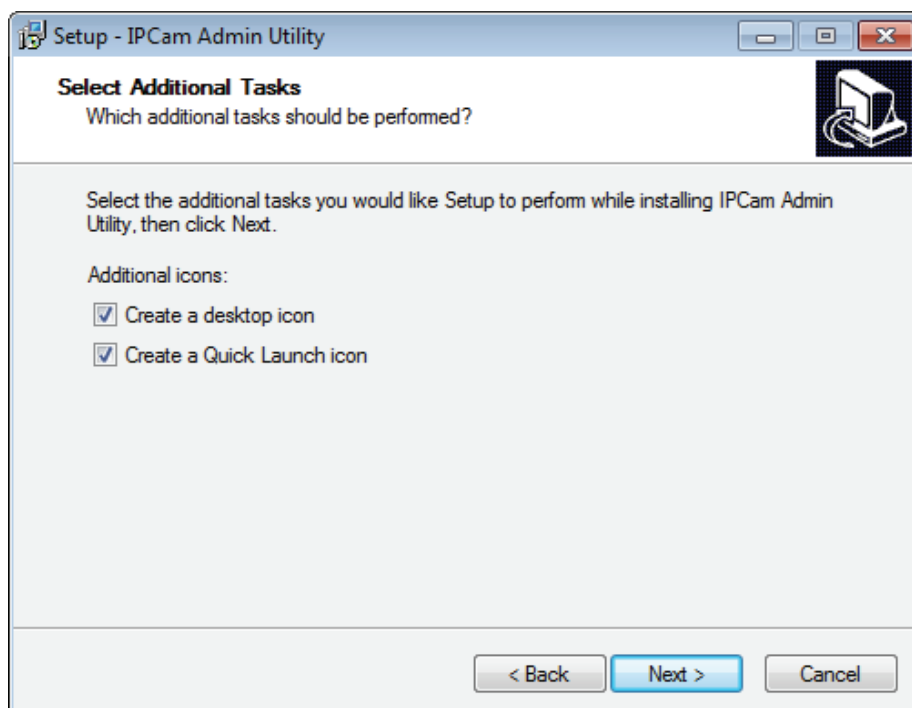 Setup - IPCam Admin Utility
Select Additional Tasks
Which additional tasks should be performed?
Select the additional tasks you would like Setup to perform while installing IPCam Admin
Utility, then click Next.
Additional icons:
Create a desktop icon
Create a Quick Launch icon
< Back
Next >
Cancel